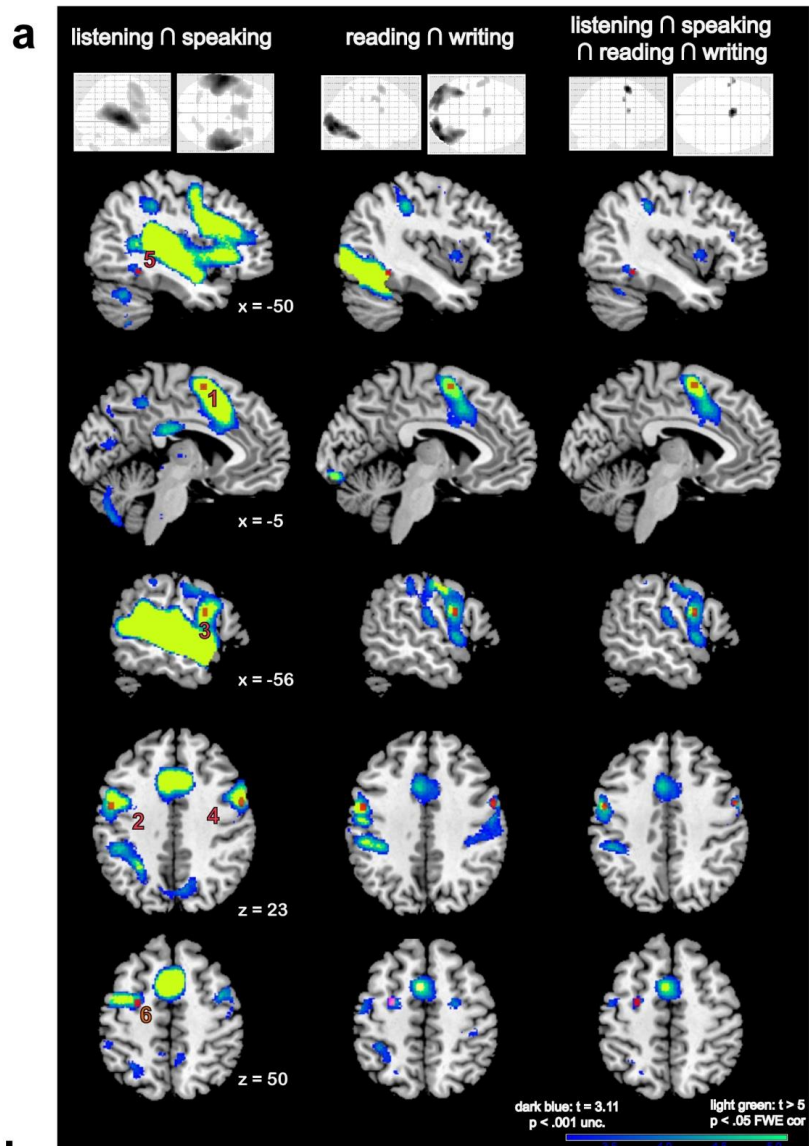 a
listening ∩ speaking
reading ∩ writing
listening ∩ speaking
∩ reading ∩ writing
5
x = -50
1
x = -5
3
x = -56
2
4
z = 23
6
z = 50
dark blue: t = 3.11
p < .001 unc.
light green: t > 5
p < .05 FWE cor